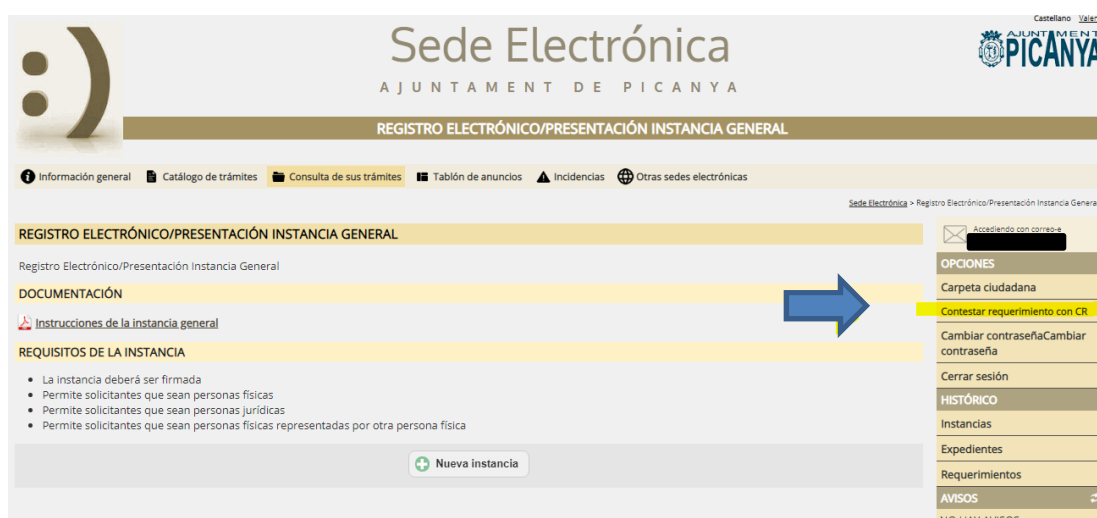 Castellano
Sede Electrónica
AJUNTAMENT DE PICANYA
AJUNTAMENT
PICANYA
REGISTRO ELECTRÓNICO/PRESENTACIÓN INSTANCIA GENERAL
Información general Catálogo de trámites Consulta de sus trámites Tablón de anuncios Incidencias Otras sedes electrónicas
Sede Electrónica > Registro Electrónico/Presentación Instancia Genera
REGISTRO ELECTRÓNICO/PRESENTACIÓN INSTANCIA GENERAL
Registro Electrónico/Presentación Instancia General
DOCUMENTACIÓN
Instrucciones de la instancia general
REQUISITOS DE LA INSTANCIA
La instancia deberá ser firmada
Permite solicitantes que sean personas físicas
Permite solicitantes que sean personas jurídicas
Permite solicitantes que sean personas físicas representadas por otra persona física
Nueva instancia
Accediendo con correo-e
OPCIONES
Carpeta ciudadana
Contestar requerimiento con CR
Cambiar contraseñaCambiar
contraseña
Cerrar sesión
HISTÓRICO
Instancias
Expedientes
Requerimientos
AVISOS
NO HAY AVISOS